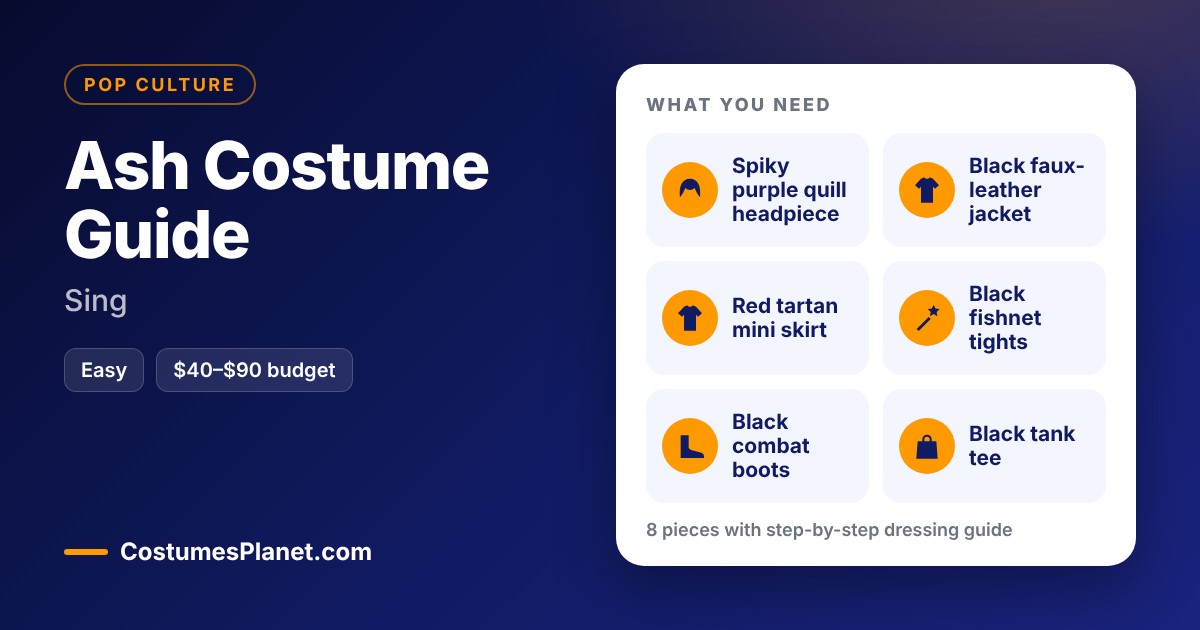 POP CULTURE
Ash Costume
Guide
Sing
Easy
$40–$90 budget
CostumesPlanet.com
WHAT YOU NEED
Spiky
purple quill
headpiece
Black faux-
leather
jacket
Red tartan
mini skirt
Black
fishnet
tights
Black
combat
boots
Black tank
tee
8 pieces with step-by-step dressing guide